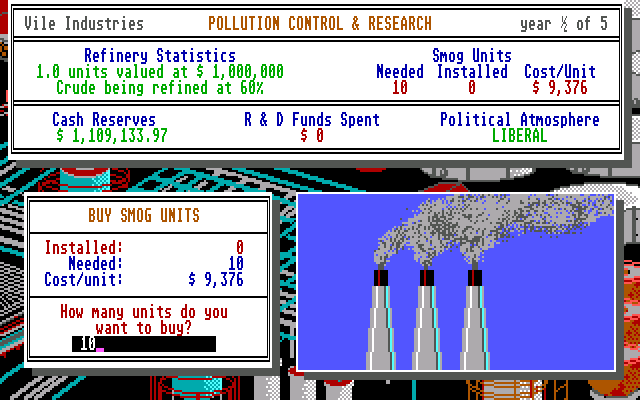 Vile Industries POLLUTION CONTROL & RESEARCH year ½ of 5
Refinery Statistics
1.0 units valued at $ 1,000,000
Crude being refined at 60%
Smog Units
Needed Installed Cost/Unit
10 0 $ 9,376
Cash Reserves R & D Funds Spent Political Atmosphere
$ 1,109,133.97 $ 0 LIBERAL
BUY SMOG UNITS
Installed: 0
Needed: 10
Cost/unit: $ 9,376
How many units do you
want to buy?
10